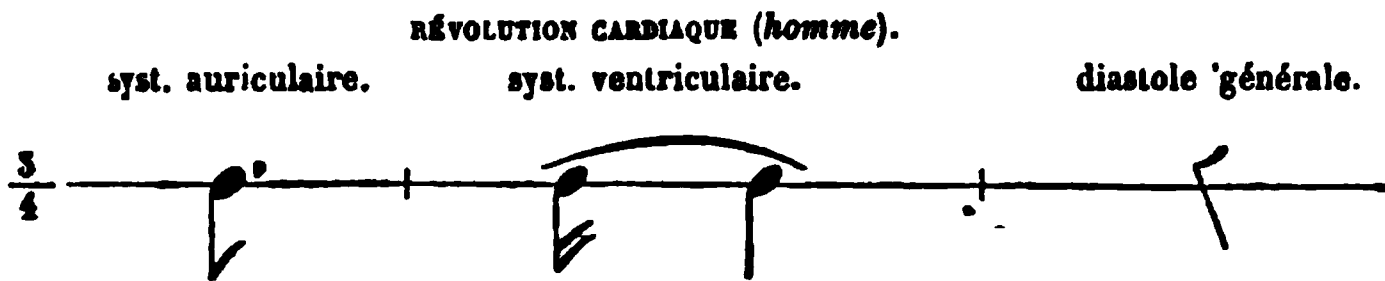 RÉVOLUTION CARDIAQUE (homme).
syst. auriculaire. syst. ventriculaire. diastole générale.
3
4